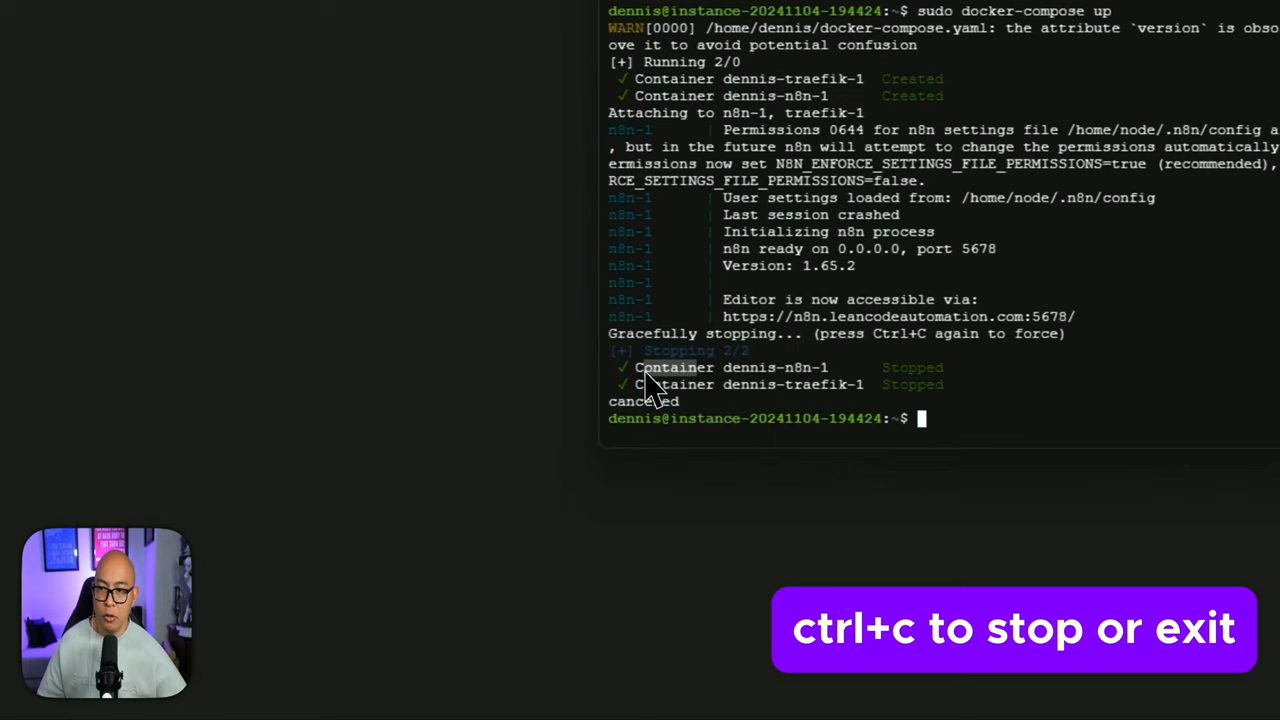 dennis@instance-20241104-194424:~$ sudo docker-compose up
WARN[0000] /home/dennis/docker-compose.yaml: the attribute `version` is obso
ove it to avoid potential confusion
[+] Running 2/0
✓ Container dennis-traefik-1 Created
✓ Container dennis-n8n-1 Created
Attaching to n8n-1, traefik-1
n8n-1 | Permissions 0644 for n8n settings file /home/node/.n8n/config a
, but in the future n8n will attempt to change the permissions automatically
ermissions now set N8N_ENFORCE_SETTINGS_FILE_PERMISSIONS=true (recommended),
RCE_SETTINGS_FILE_PERMISSIONS=false.
n8n-1 | User settings loaded from: /home/node/.n8n/config
n8n-1 | Last session crashed
n8n-1 | Initializing n8n process
n8n-1 | n8n ready on 0.0.0.0, port 5678
n8n-1 | Version: 1.65.2
n8n-1 |
n8n-1 | Editor is now accessible via:
n8n-1 | https://n8n.leancodeautomation.com:5678/
Gracefully stopping... (press Ctrl+C again to force)
[+] Stopping 2/2
✓ Container dennis-n8n-1 Stopped
✓ Container dennis-traefik-1 Stopped
canceled
dennis@instance-20241104-194424:~$
ctrl+c to stop or exit